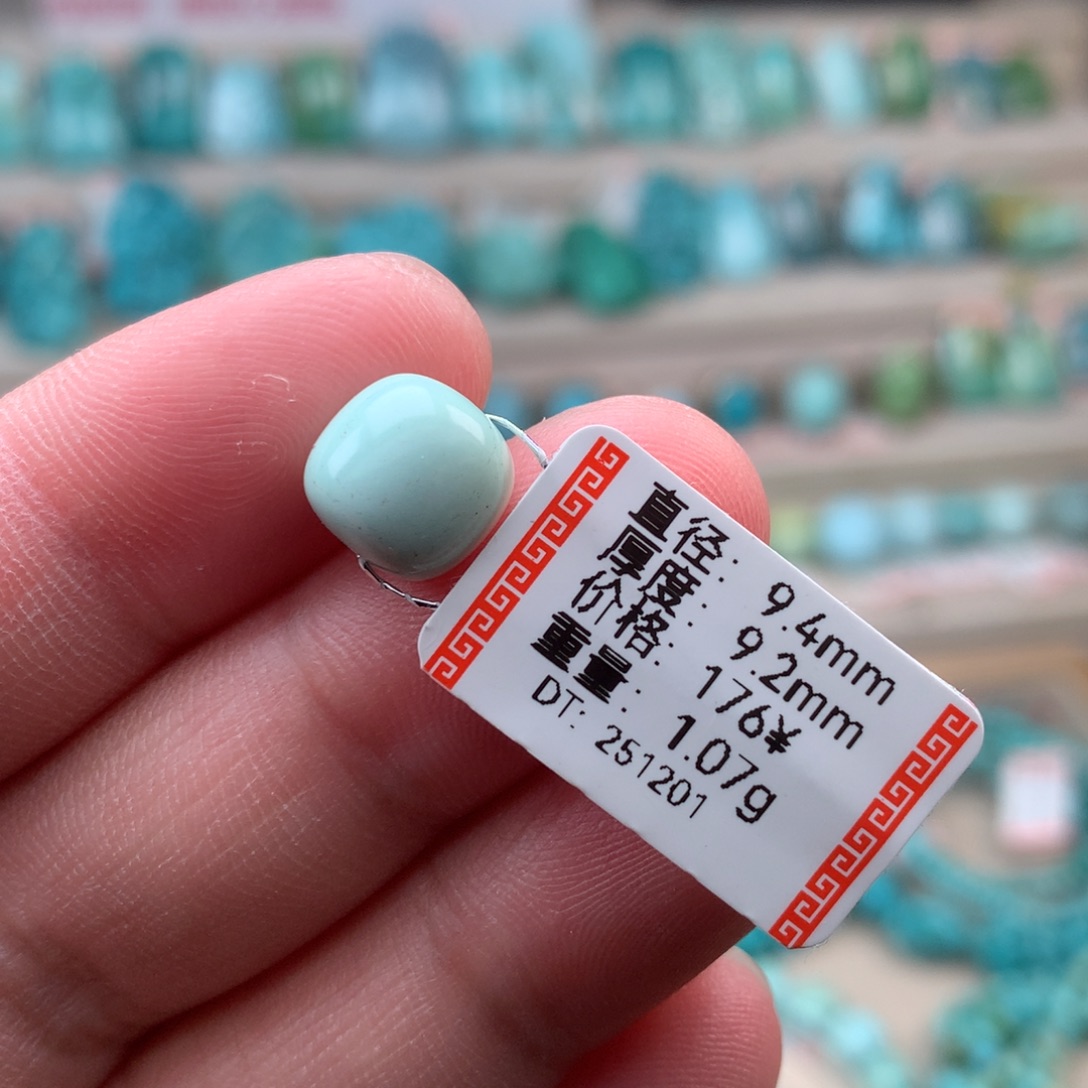 直径: 9.4mm
厚度: 9.2mm
价格: 176¥
重量: 1.07g
DT: 251201